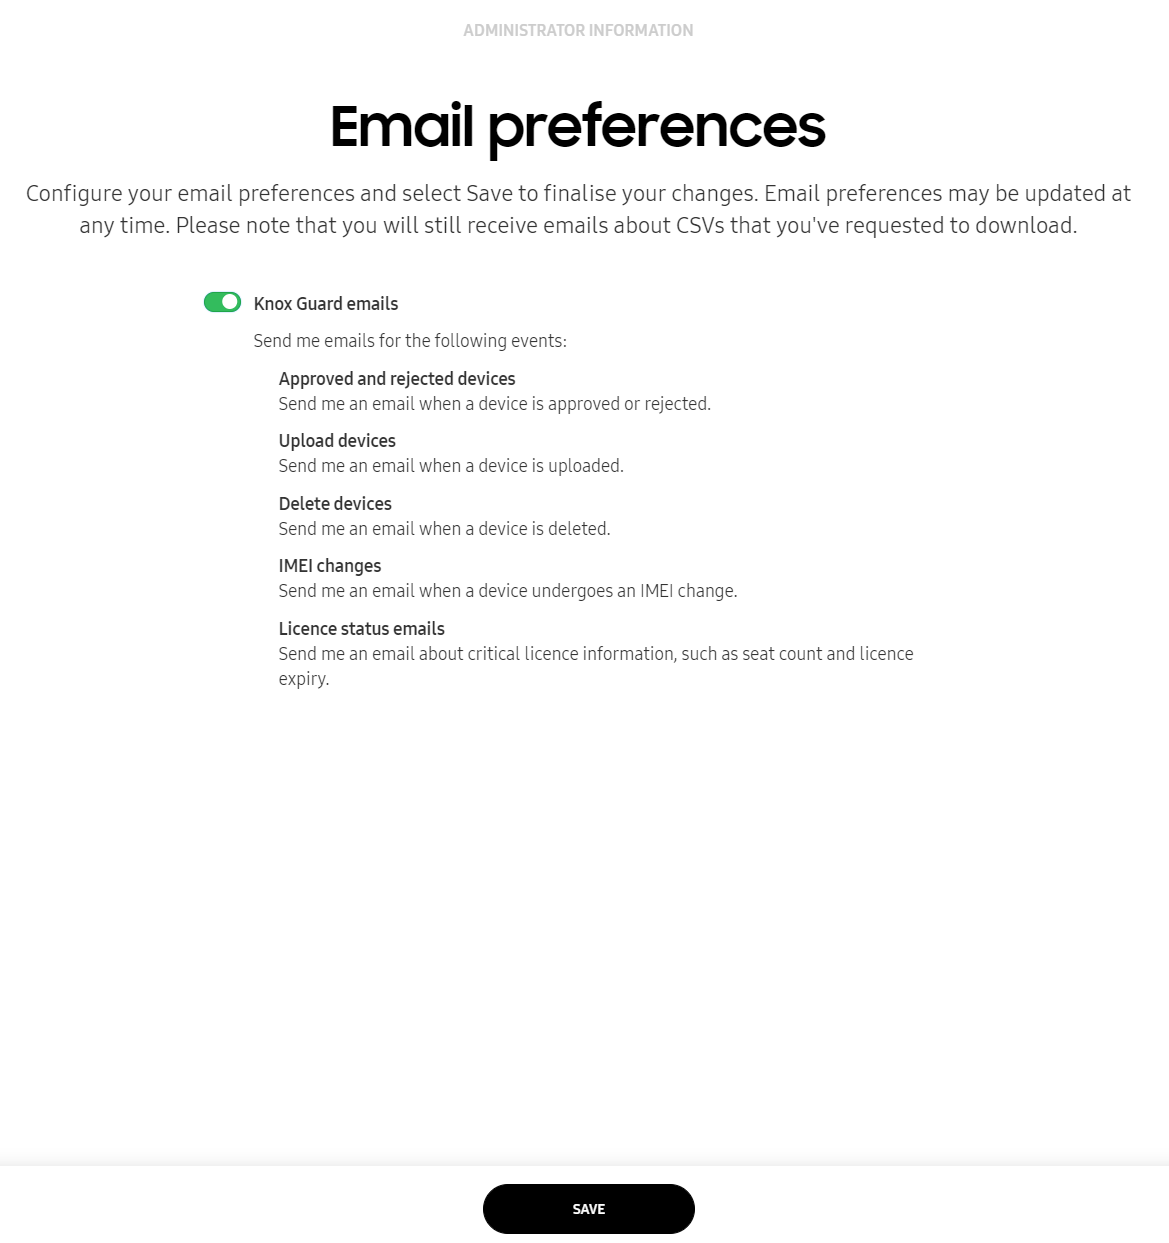 ADMINISTRATOR INFORMATION
Email preferences
Configure your email preferences and select Save to finalise your changes. Email preferences may be updated at
any time. Please note that you will still receive emails about CSVs that you've requested to download.
Knox Guard emails
Send me emails for the following events:
Approved and rejected devices
Send me an email when a device is approved or rejected.
Upload devices
Send me an email when a device is uploaded.
Delete devices
Send me an email when a device is deleted.
IMEI changes
Send me an email when a device undergoes an IMEI change.
Licence status emails
Send me an email about critical licence information, such as seat count and licence
expiry.
SAVE